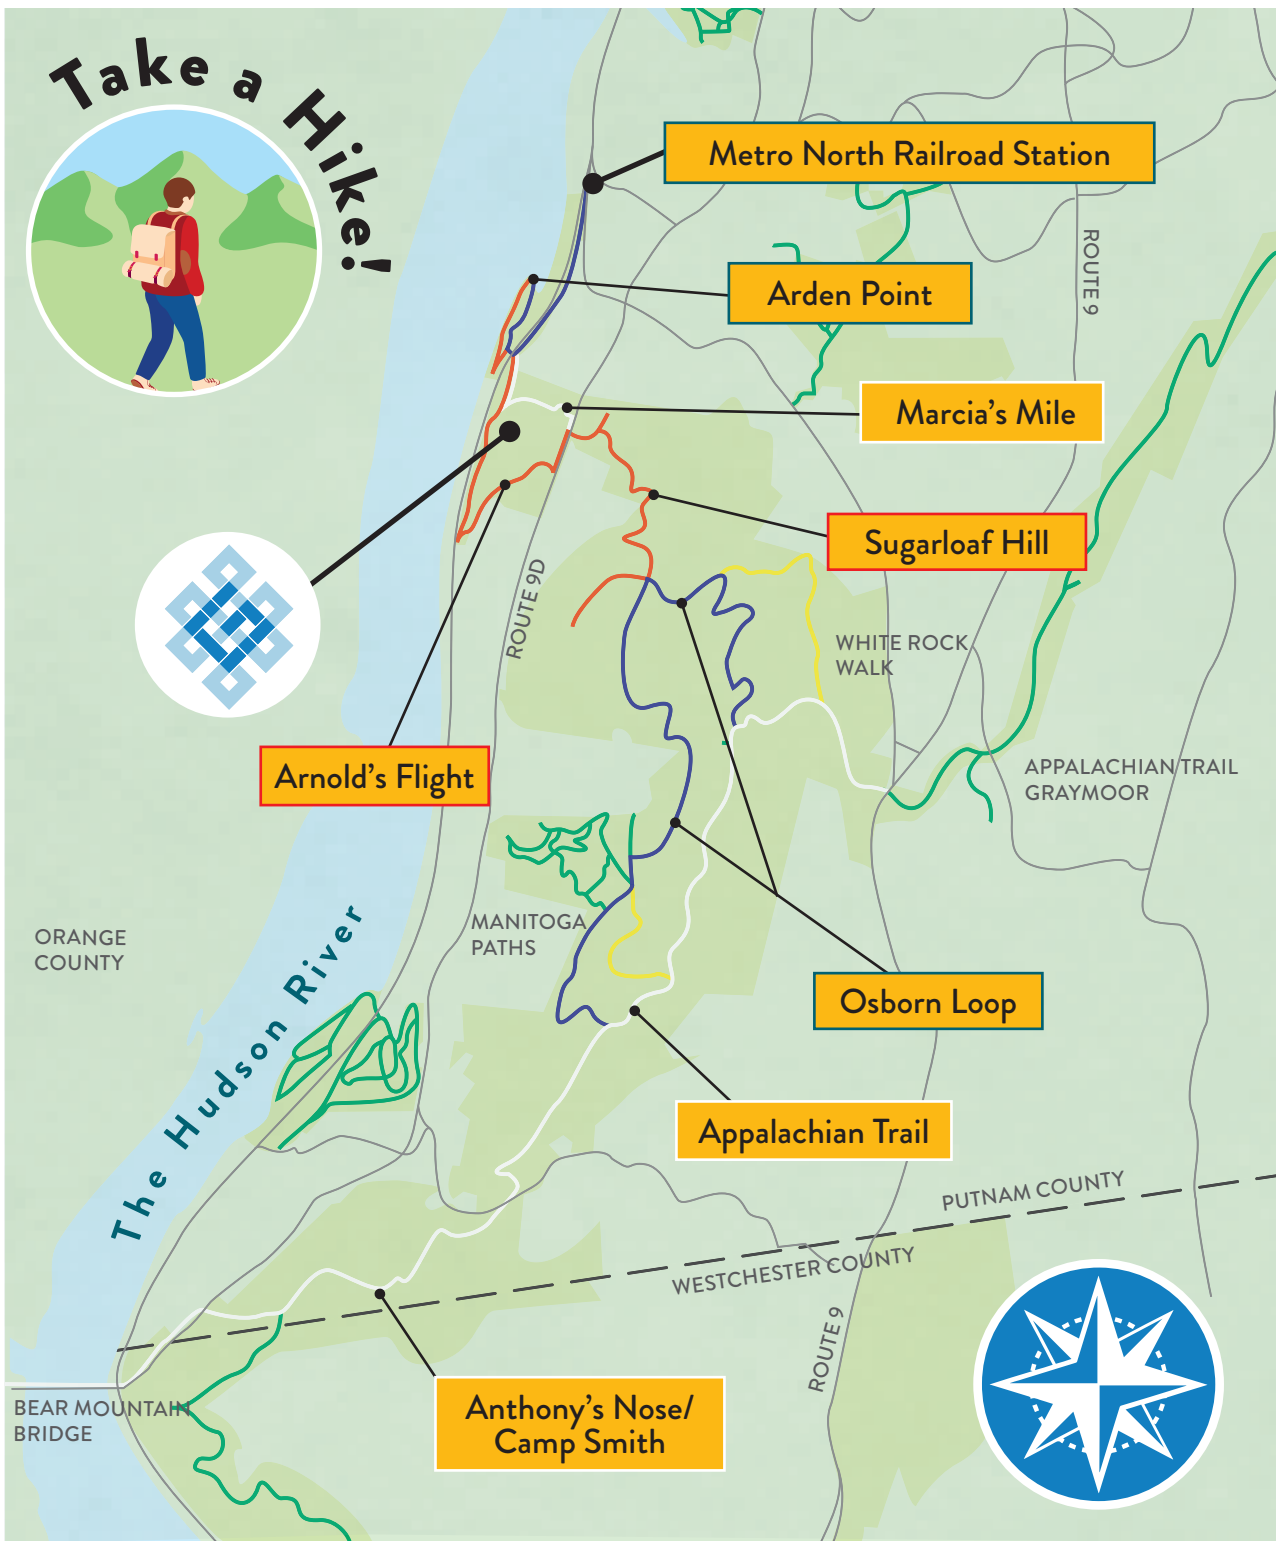 Take a Hike!
Metro North Railroad Station
ROUTE 9
Arden Point
Marcia's Mile
Sugarloaf Hill
ROUTE 9D
WHITE ROCK
WALK
Arnold's Flight
APPALACHIAN TRAIL
GRAYMOOR
MANITOGA
PATHS
ORANGE
COUNTY
The Hudson River
Osborn Loop
Appalachian Trail
PUTNAM COUNTY
WESTCHESTER COUNTY
ROUTE 9
Anthony's Nose/
Camp Smith
BEAR MOUNTAIN
BRIDGE